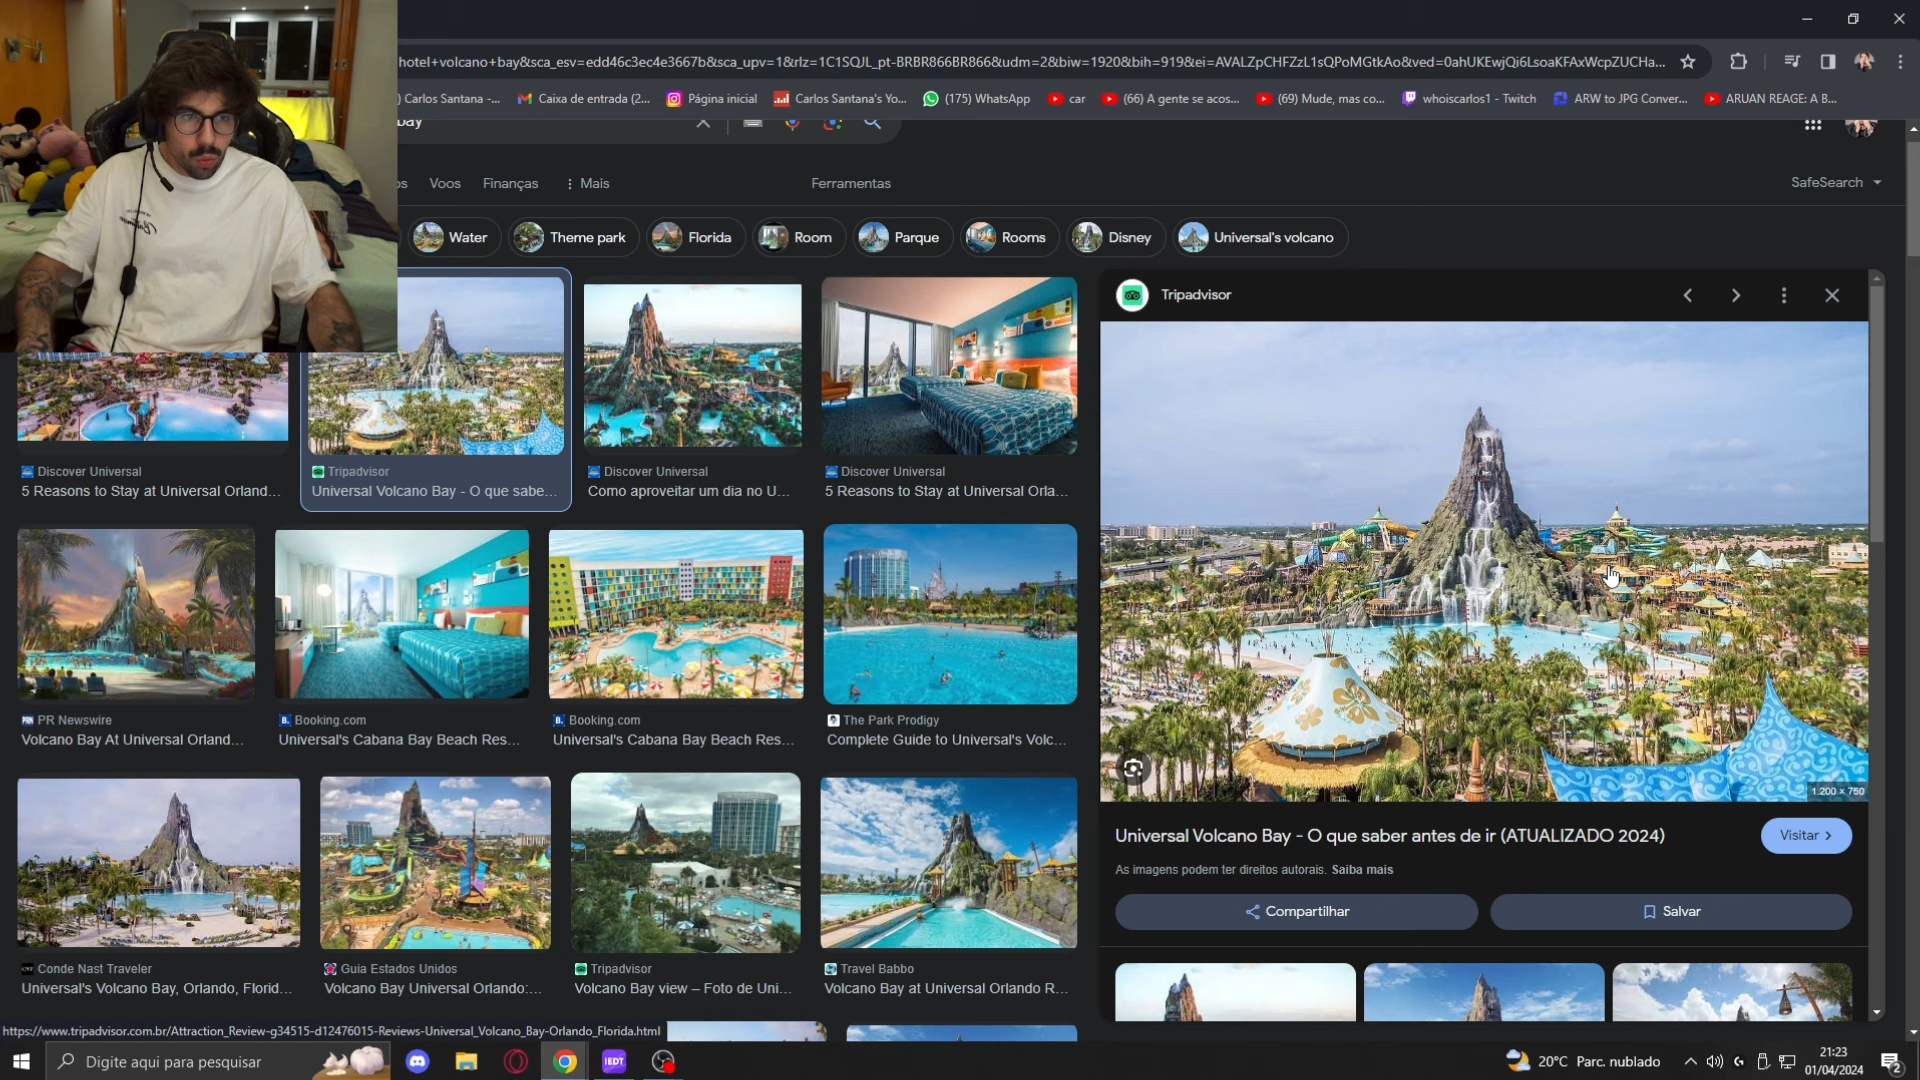 hotel+volcano+bay&sca_esv=edd46c3ec4e3667b&sca_upv=1&rlz=1C1SQJL_pt-BRBR866BR866&udm=2&biw=1920&bih=919&ei=AVALZpCHFZzL1sQPoMGtkAo&ved=0ahUKEwjQi6LsoaKFAxWcpZUCHa...
) Carlos Santana -... Caixa de entrada (2... Página inicial Carlos Santana's Yo... (175) WhatsApp car (66) A gente se acos... (69) Mude, mas co... whoiscarlos1 - Twitch ARW to JPG Conver... ARUAN REAGE: A B...
bay
os Voos Finanças Mais Ferramentas SafeSearch
Water Theme park Florida Room Parque Rooms Disney Universal's volcano
Tripadvisor
Discover Universal
5 Reasons to Stay at Universal Orland...
Tripadvisor
Universal Volcano Bay - O que sabe...
Discover Universal
Como aproveitar um dia no U...
Discover Universal
5 Reasons to Stay at Universal Orla...
PR Newswire
Volcano Bay At Universal Orland...
Booking.com
Universal's Cabana Bay Beach Res...
Booking.com
Universal's Cabana Bay Beach Res...
The Park Prodigy
Complete Guide to Universal's Volc...
1.200 × 750
Universal Volcano Bay - O que saber antes de ir (ATUALIZADO 2024)
Visitar
As imagens podem ter direitos autorais. Saiba mais
Compartilhar
Salvar
Conde Nast Traveler
Universal's Volcano Bay, Orlando, Florid...
Guia Estados Unidos
Volcano Bay Universal Orlando:...
Tripadvisor
Volcano Bay view – Foto de Uni...
Travel Babbo
Volcano Bay at Universal Orlando R...
https://www.tripadvisor.com.br/Attraction_Review-g34515-d12476015-Reviews-Universal_Volcano_Bay-Orlando_Florida.html
Digite aqui para pesquisar
IEDT
20°C Parc. nublado
21:23
01/04/2024
2